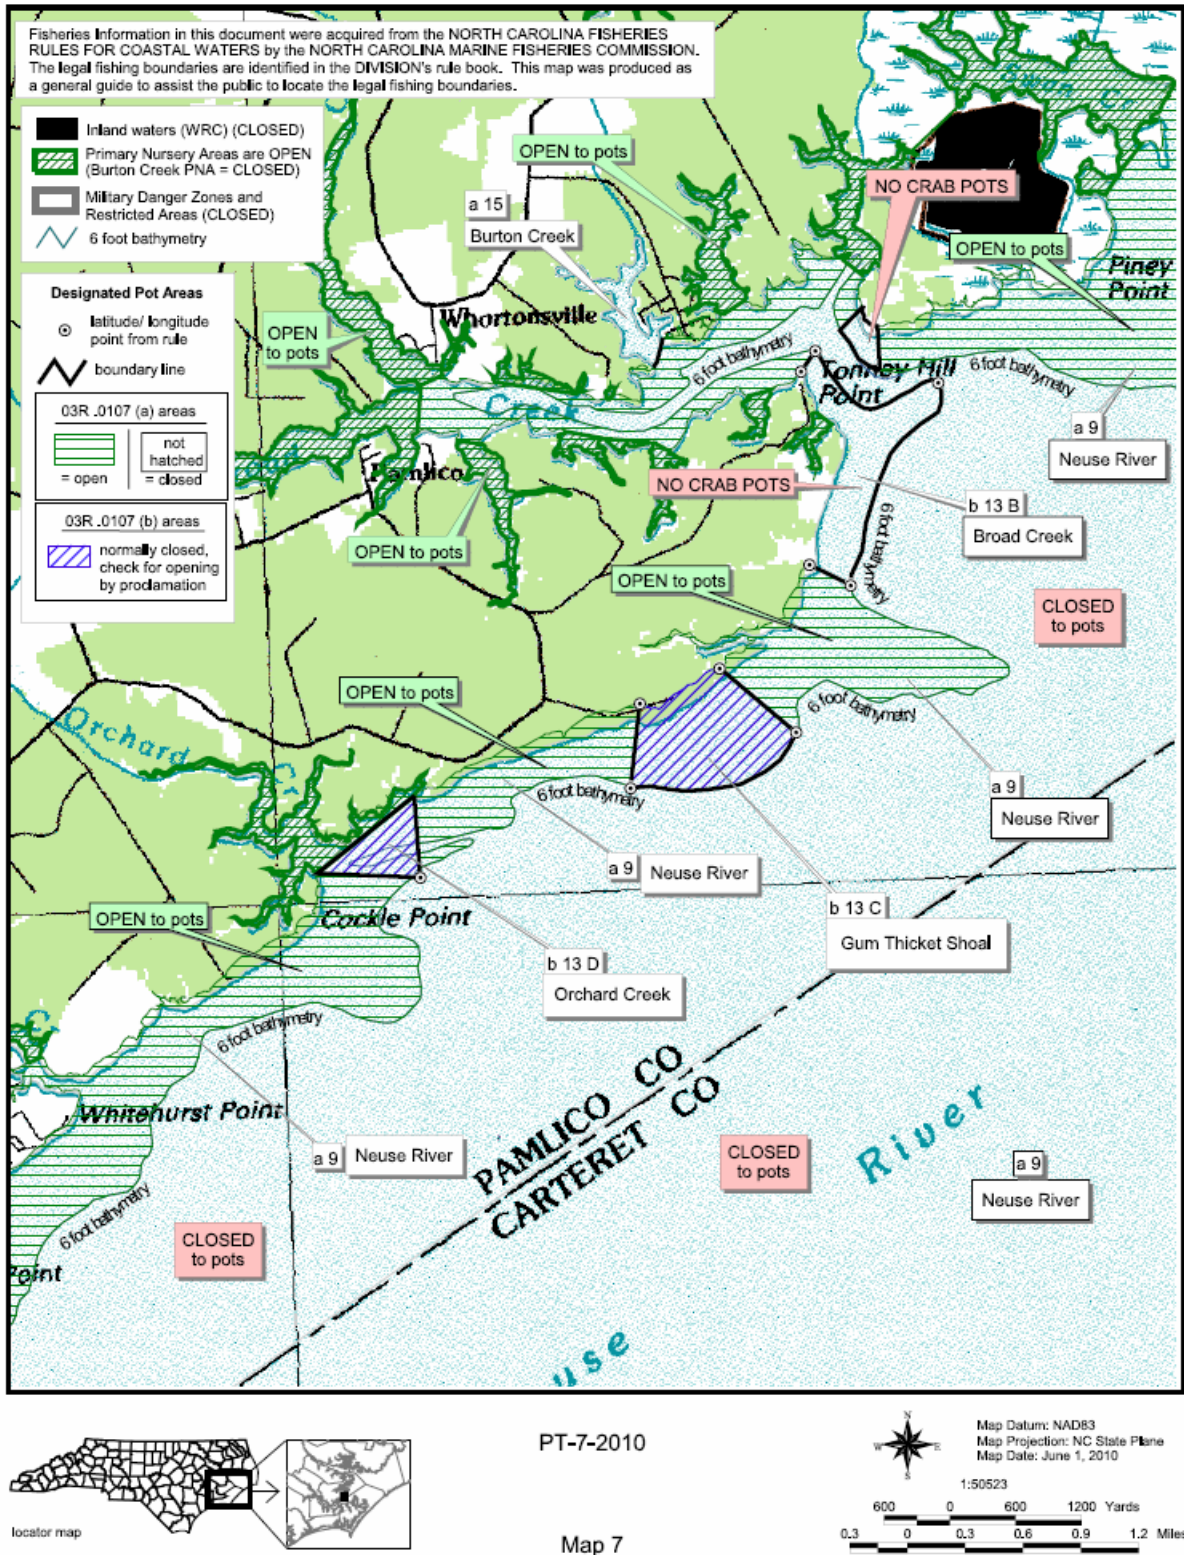 Fisheries Information in this document were acquired from the NORTH CAROLINA FISHERIES
RULES FOR COASTAL WATERS by the NORTH CAROLINA MARINE FISHERIES COMMISSION.
The legal fishing boundaries are identified in the DIVISION's rule book. This map was produced as
a general guide to assist the public to locate the legal fishing boundaries.
Inland waters (WRC) (CLOSED)
Primary Nursery Areas are OPEN
(Burton Creek PNA = CLOSED)
Military Danger Zones and
Restricted Areas (CLOSED)
6 foot bathymetry
Designated Pot Areas
latitude/ longitude
point from rule
boundary line
03R .0107 (a) areas
= open
not
hatched
= closed
03R .0107 (b) areas
normally closed,
check for opening
by proclamation
Swan Cr
OPEN to pots
NO CRAB POTS
a 15
Burton Creek
OPEN to pots
Piney
Point
Whortonsville
OPEN
to pots
6 foot bathymetry
Tonney Hill
Point
6 foot bathymetry
Creek
a 9
Neuse River
Pamlico
NO CRAB POTS
6 foot bathymetry
b 13 B
Broad Creek
OPEN to pots
OPEN to pots
CLOSED
to pots
OPEN to pots
6 foot bathymetry
Orchard
Cr
6 foot bathymetry
a 9
Neuse River
a 9
Neuse River
OPEN to pots
Cockle Point
b 13 C
Gum Thicket Shoal
b 13 D
Orchard Creek
Cr
6 foot bathymetry
Whitehurst Point
PAMLICO CO
CARTERET CO
River
a 9
Neuse River
CLOSED
to pots
a 9
Neuse River
6 foot bathymetry
CLOSED
to pots
Point
use
locator map
PT-7-2010
Map 7
N
W
E
S
Map Datum: NAD83
Map Projection: NC State Plane
Map Date: June 1, 2010
1:50523
600 0 600 1200 Yards
0.3 0 0.3 0.6 0.9 1.2 Miles